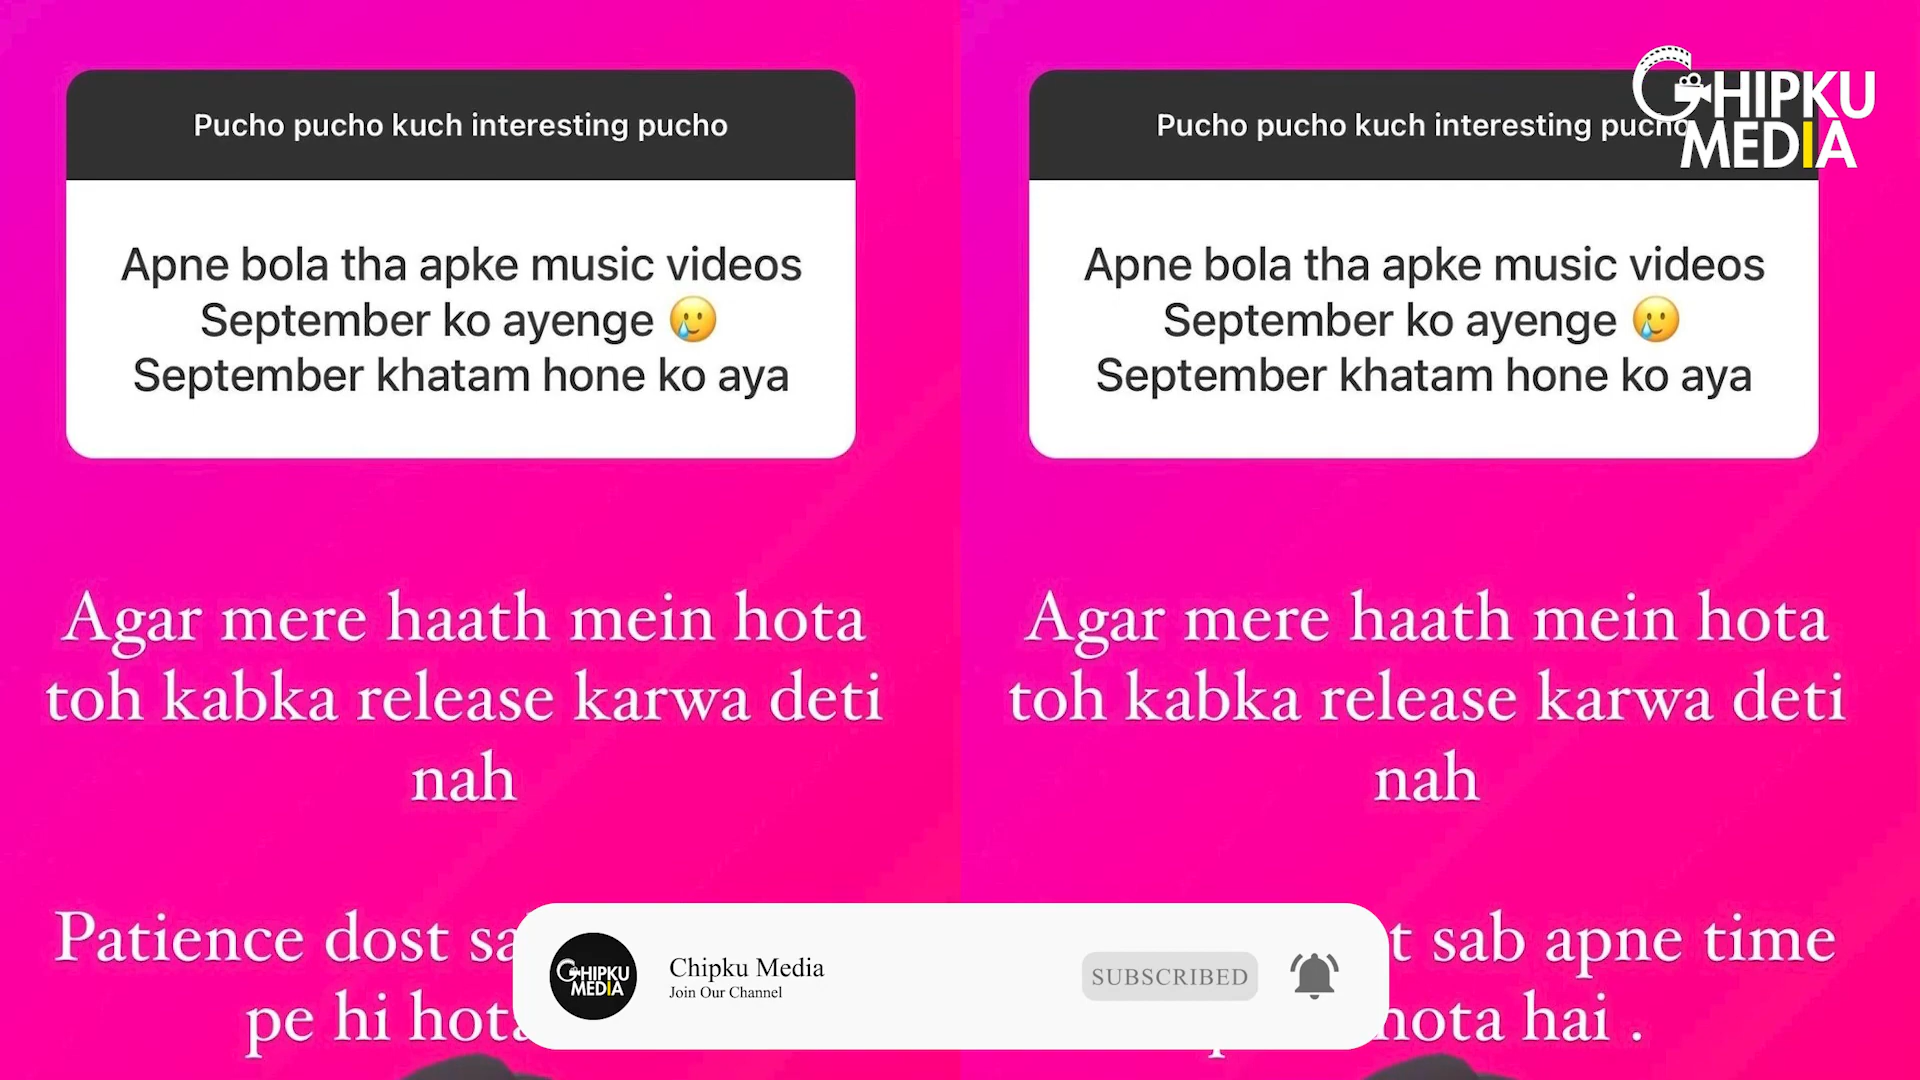 Pucho pucho kuch interesting pucho
Apne bola tha apke music videos
September ko ayenge 🥲
September khatam hone ko aya
Agar mere haath mein hota
toh kabka release karwa deti
nah
Patience dost
pe hi
Pucho pucho kuch interesting pucho
Apne bola tha apke music videos
September ko ayenge 🥲
September khatam hone ko aya
Agar mere haath mein hota
toh kabka release karwa deti
nah
sab apne time
hota hai .
CHIPKU
MEDIA
CHIPKU
MEDIA
Chipku Media
Join Our Channel
SUBSCRIBED